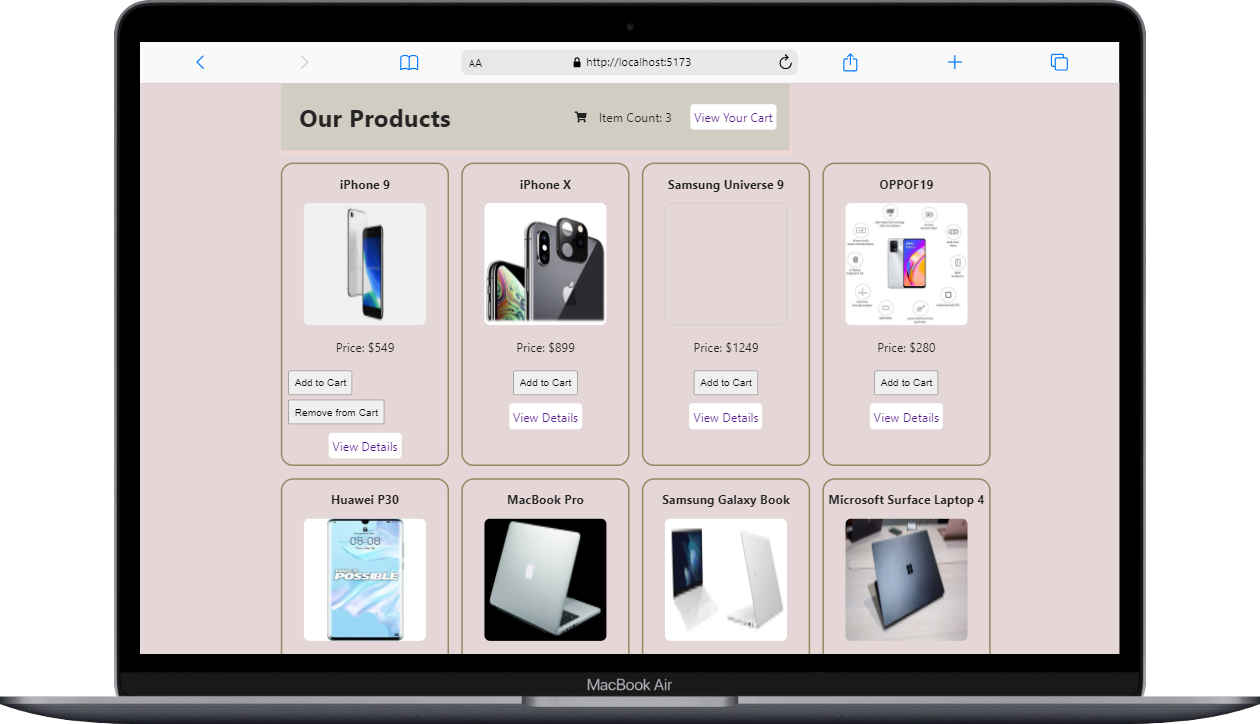 AA
http://localhost:5173
Our Products
Item Count: 3
View Your Cart
iPhone 9
iPhone X
Samsung Universe 9
OPPOF19
Price: $549
Price: $899
Price: $1249
Price: $280
Add to Cart
Add to Cart
Add to Cart
Add to Cart
Remove from Cart
View Details
View Details
View Details
View Details
Huawei P30
MacBook Pro
Samsung Galaxy Book
Microsoft Surface Laptop 4
08:08
POSSIBLE
MacBook Air